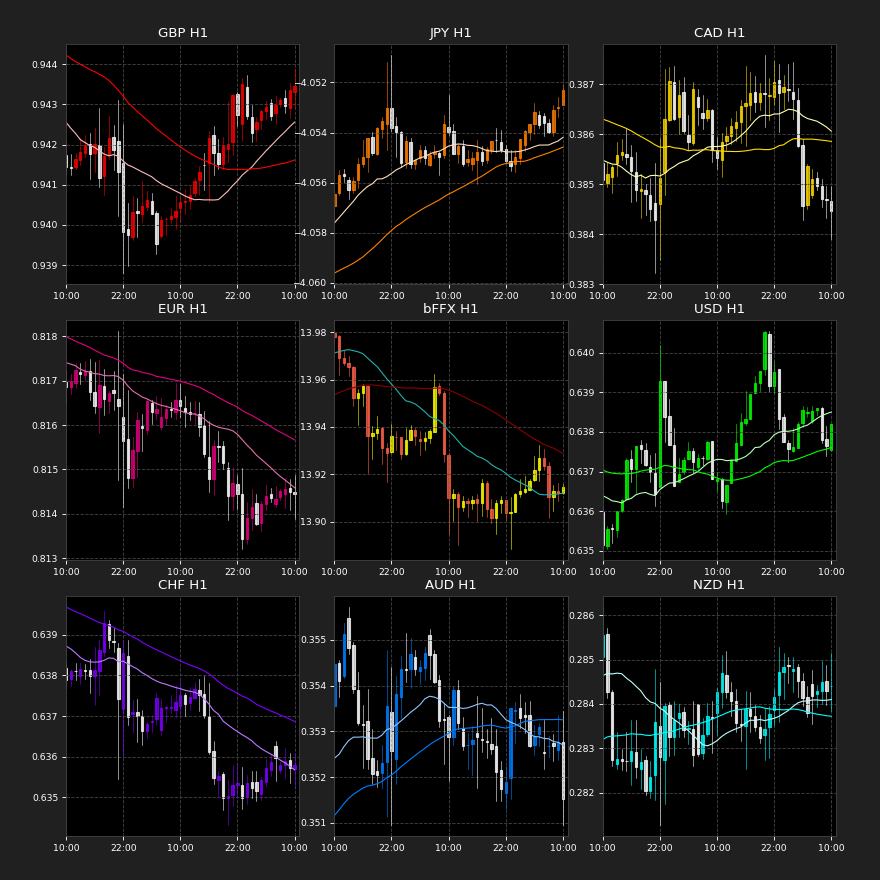 GBP H1
0.944
0.943
0.942
0.941
0.940
0.939
10:00 22:00 10:00 22:00 10:00
JPY H1
−4.052
−4.054
−4.056
−4.058
−4.060
10:00 22:00 10:00 22:00 10:00
CAD H1
0.387
0.386
0.385
0.384
0.383
10:00 22:00 10:00 22:00 10:00
EUR H1
0.818
0.817
0.816
0.815
0.814
0.813
10:00 22:00 10:00 22:00 10:00
bFFX H1
13.98
13.96
13.94
13.92
13.90
10:00 22:00 10:00 22:00 10:00
USD H1
0.640
0.639
0.638
0.637
0.636
0.635
10:00 22:00 10:00 22:00 10:00
CHF H1
0.639
0.638
0.637
0.636
0.635
10:00 22:00 10:00 22:00 10:00
AUD H1
0.355
0.354
0.353
0.352
0.351
10:00 22:00 10:00 22:00 10:00
NZD H1
0.286
0.285
0.284
0.283
0.282
10:00 22:00 10:00 22:00 10:00